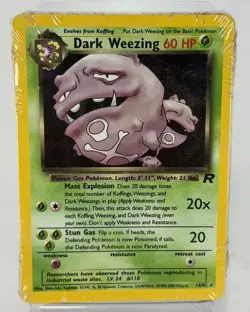 Evolves from Koffing Put Dark Weezing on the Basic Pokémon
Dark Weezing 60 HP
Poison Gas Pokémon. Length: 3' 11", Weight: 21 lbs.
Mass Explosion Does 20 damage times
the total number of Koffings, Weezings, and
Dark Weezings in play (Apply Weakness and
Resistance.) Then, this attack does 20 damage to
each Koffing, Weezing, and Dark Weezing (even
your own). Don't apply Weakness and Resistance.
20x
Stun Gas Flip a coin. If heads, the
Defending Pokémon is now Poisoned; if tails,
the Defending Pokémon is now Paralyzed.
20
weakness resistance retreat cost
Researchers have observed these Pokémon reproducing in
industrial waste sites. LV. 24 #110